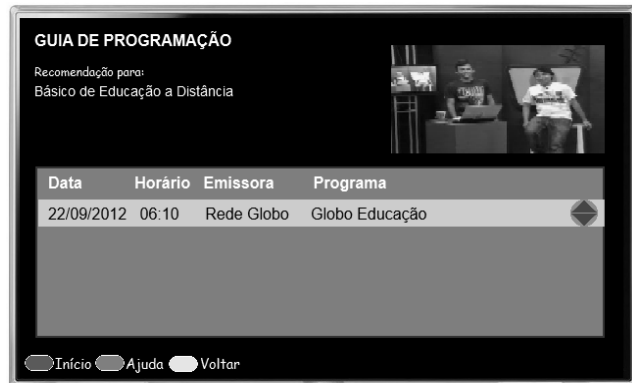 GUIA DE PROGRAMAÇÃO
Recomendação para:
Básico de Educação a Distância
Data Horário Emissora Programa
22/09/2012 06:10 Rede Globo Globo Educação
Início Ajuda Voltar